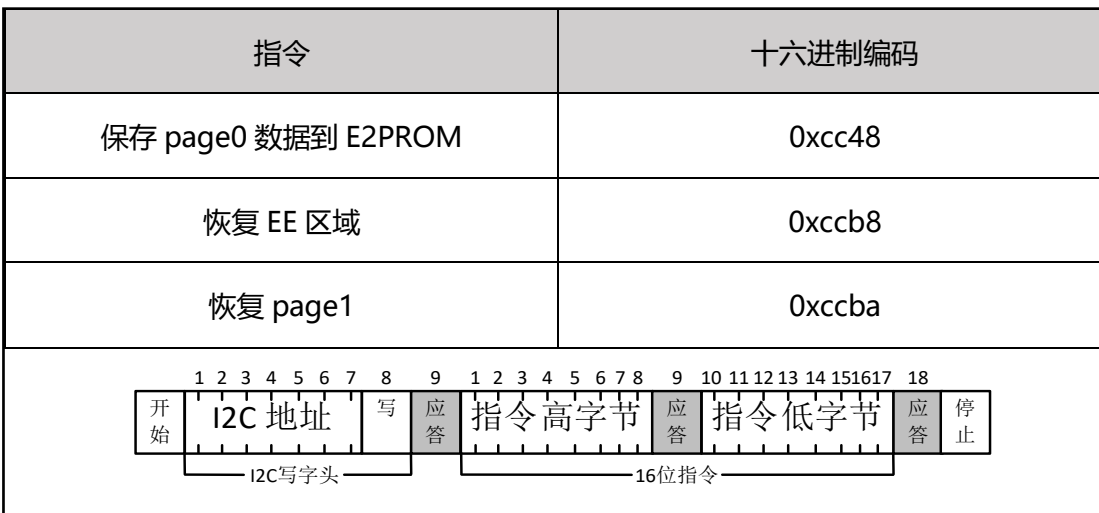 指令 十六进制编码
保存 page0 数据到 E2PROM 0xcc48
恢复 EE 区域 0xccb8
恢复 page1 0xccba
1 2 3 4 5 6 7 8 9 1 2 3 4 5 6 7 8 9 10 11 12 13 14 15 16 17 18
开始 I2C 地址 写 应答 指令高字节 应答 指令低字节 应答 停止
I2C写字头 16位指令